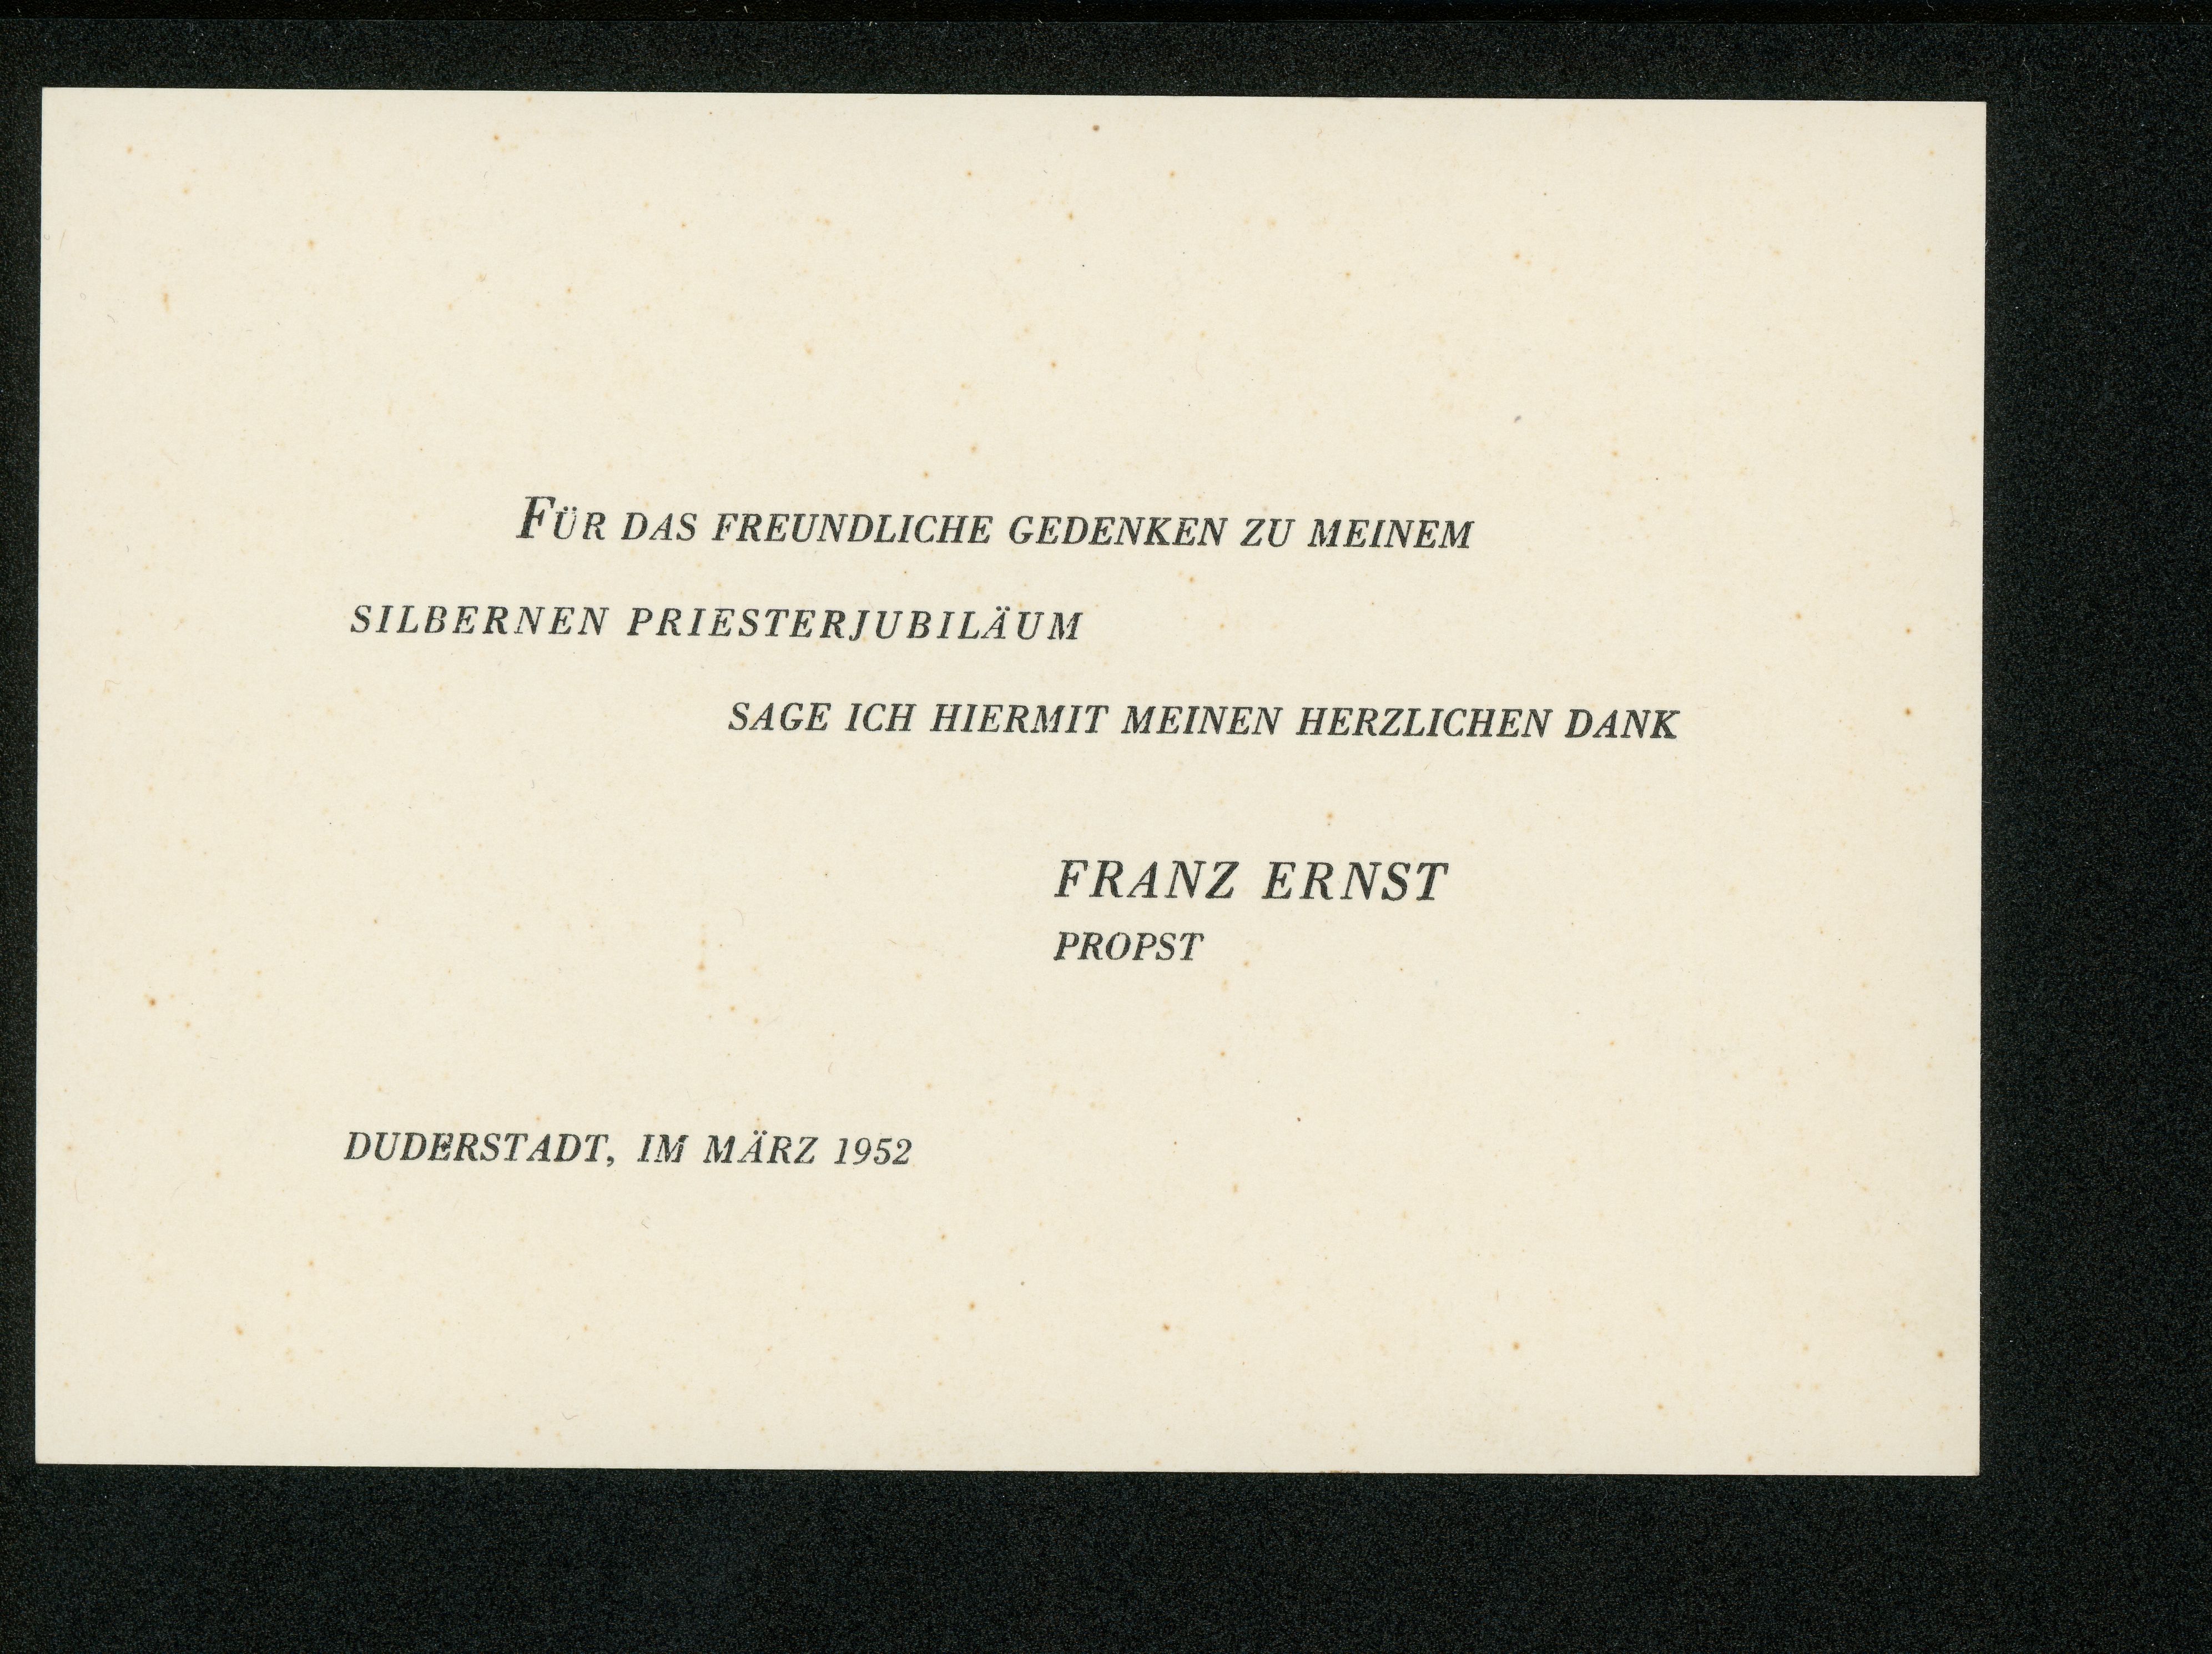 FÜR DAS FREUNDLICHE GEDENKEN ZU MEINEM
SILBERNEN PRIESTERJUBILÄUM
SAGE ICH HIERMIT MEINEN HERZLICHEN DANK
FRANZ ERNST
PROPST
DUDERSTADT, IM MÄRZ 1952